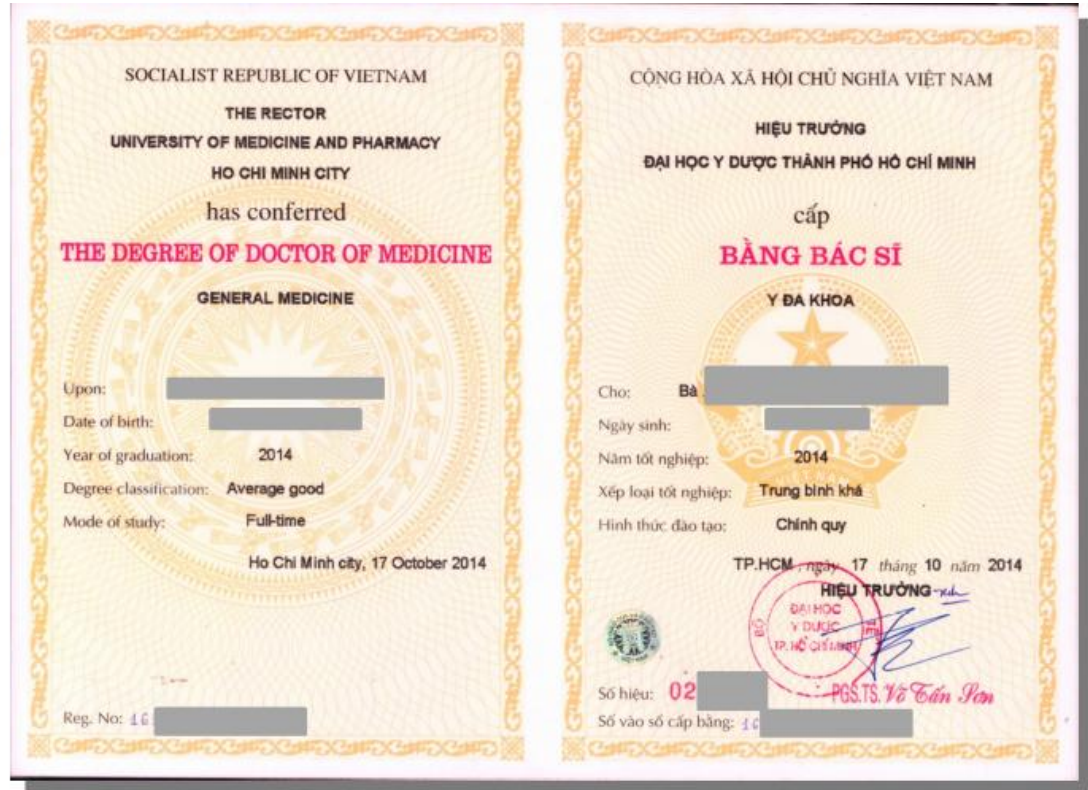 SOCIALIST REPUBLIC OF VIETNAM
THE RECTOR
UNIVERSITY OF MEDICINE AND PHARMACY
HO CHI MINH CITY
has conferred
THE DEGREE OF DOCTOR OF MEDICINE
GENERAL MEDICINE
Upon:
Date of birth:
Year of graduation: 2014
Degree classification: Average good
Mode of study: Full-time
Ho Chi Minh city, 17 October 2014
Reg. No: 16
CỘNG HÒA XÃ HỘI CHỦ NGHĨA VIỆT NAM
HIỆU TRƯỞNG
ĐẠI HỌC Y DƯỢC THÀNH PHỐ HỒ CHÍ MINH
cấp
BẰNG BÁC SĨ
Y ĐA KHOA
Cho: Bà
Ngày sinh:
Năm tốt nghiệp: 2014
Xếp loại tốt nghiệp: Trung bình khá
Hình thức đào tạo: Chính quy
TP.HCM, ngày 17 tháng 10 năm 2014
HIỆU TRƯỞNG
BỘ Y TẾ
ĐẠI HỌC
Y DƯỢC
TP. HỒ CHÍ MINH
Số hiệu: 02
PGS.TS. Võ Tấn Sơn
Số vào sổ cấp bằng: 16